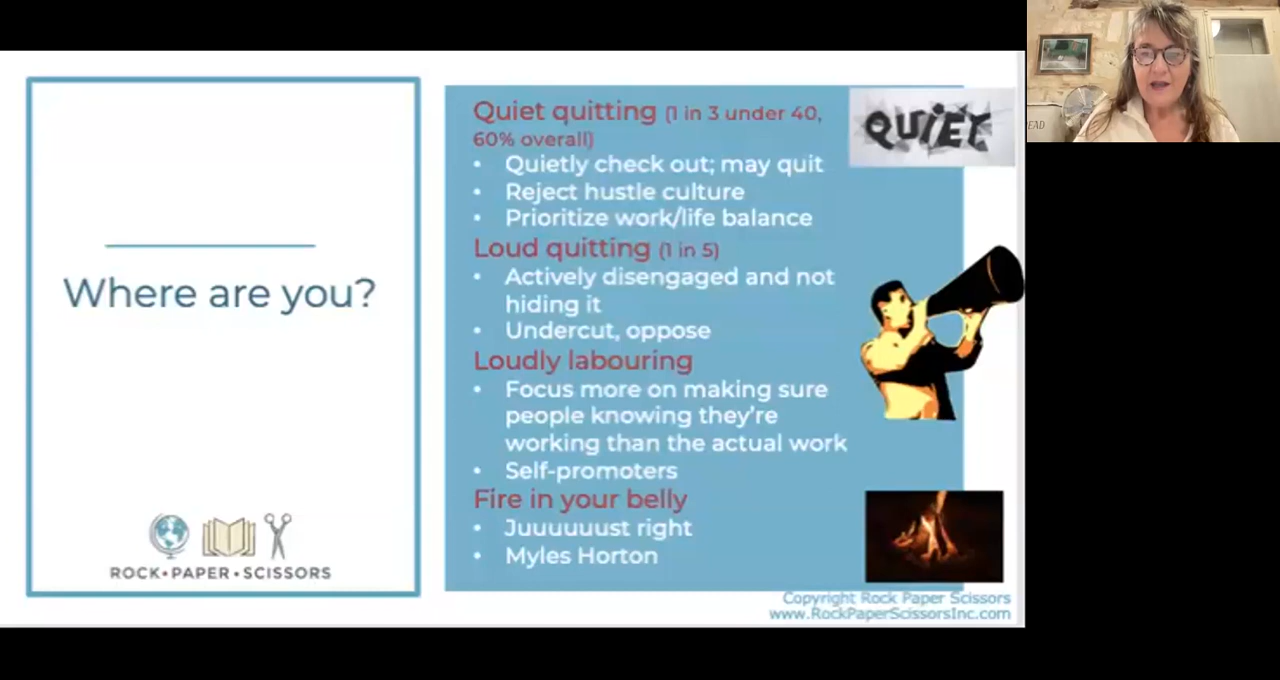 Where are you?
ROCK•PAPER•SCISSORS
Quiet quitting (1 in 3 under 40,
60% overall)
• Quietly check out; may quit
• Reject hustle culture
• Prioritize work/life balance
Loud quitting (1 in 5)
• Actively disengaged and not
hiding it
• Undercut, oppose
Loudly labouring
• Focus more on making sure
people knowing they're
working than the actual work
• Self-promoters
Fire in your belly
• Juuuuuust right
• Myles Horton
QUiET
Copyright Rock Paper Scissors
www.RockPaperScissorsInc.com
EAD